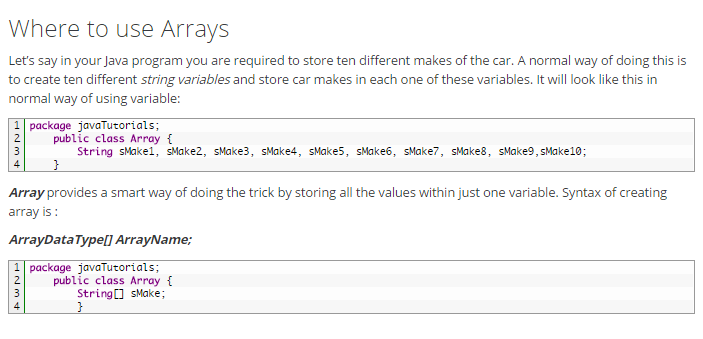 Where to use Arrays
Let's say in your Java program you are required to store ten different makes of the car. A normal way of doing this is
to create ten different string variables and store car makes in each one of these variables. It will look like this in
normal way of using variable:
1 package javaTutorials;
2 public class Array {
3 String sMake1, sMake2, sMake3, sMake4, sMake5, sMake6, sMake7, sMake8, sMake9,sMake10;
4 }
Array provides a smart way of doing the trick by storing all the values within just one variable. Syntax of creating
array is :
ArrayDataType[] ArrayName;
1 package javaTutorials;
2 public class Array {
3 String[] sMake;
4 }